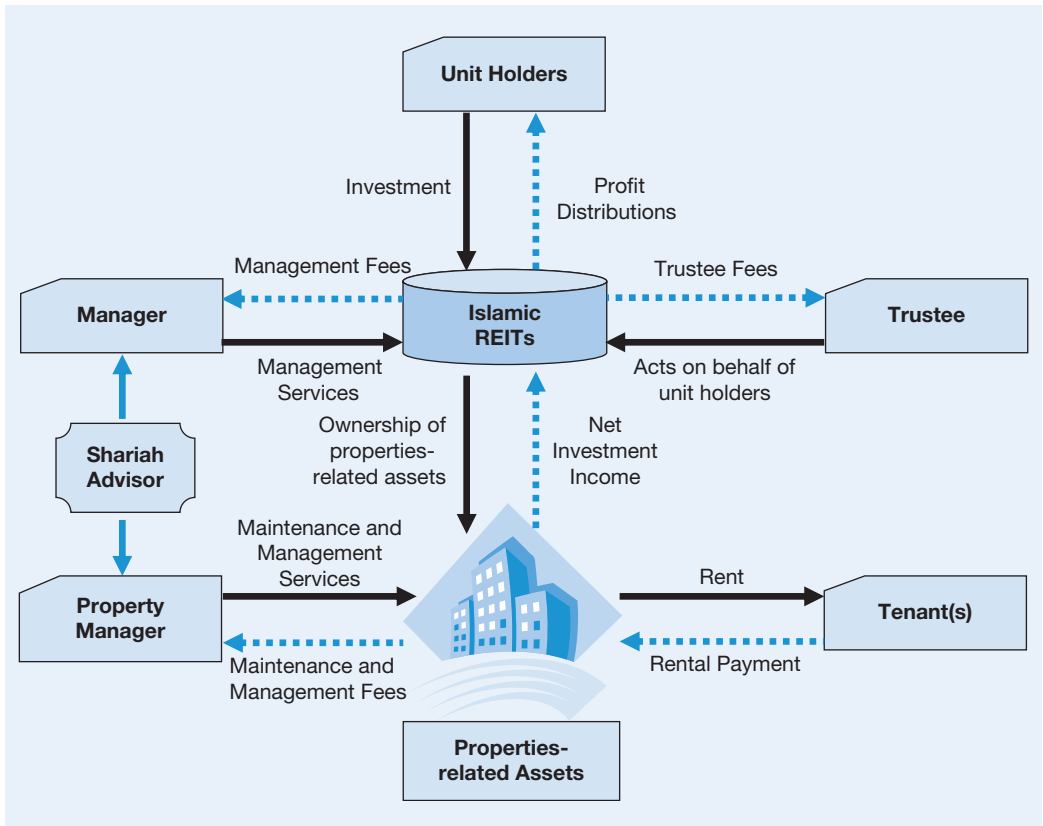 Unit Holders
Investment
Profit
Distributions
Management Fees
Trustee Fees
Manager
Islamic
REITs
Trustee
Management
Services
Acts on behalf of
unit holders
Ownership of
properties-
related assets
Net
Investment
Income
Shariah
Advisor
Maintenance and
Management
Services
Rent
Property
Manager
Tenant(s)
Maintenance and
Management Fees
Rental Payment
Properties-
related Assets